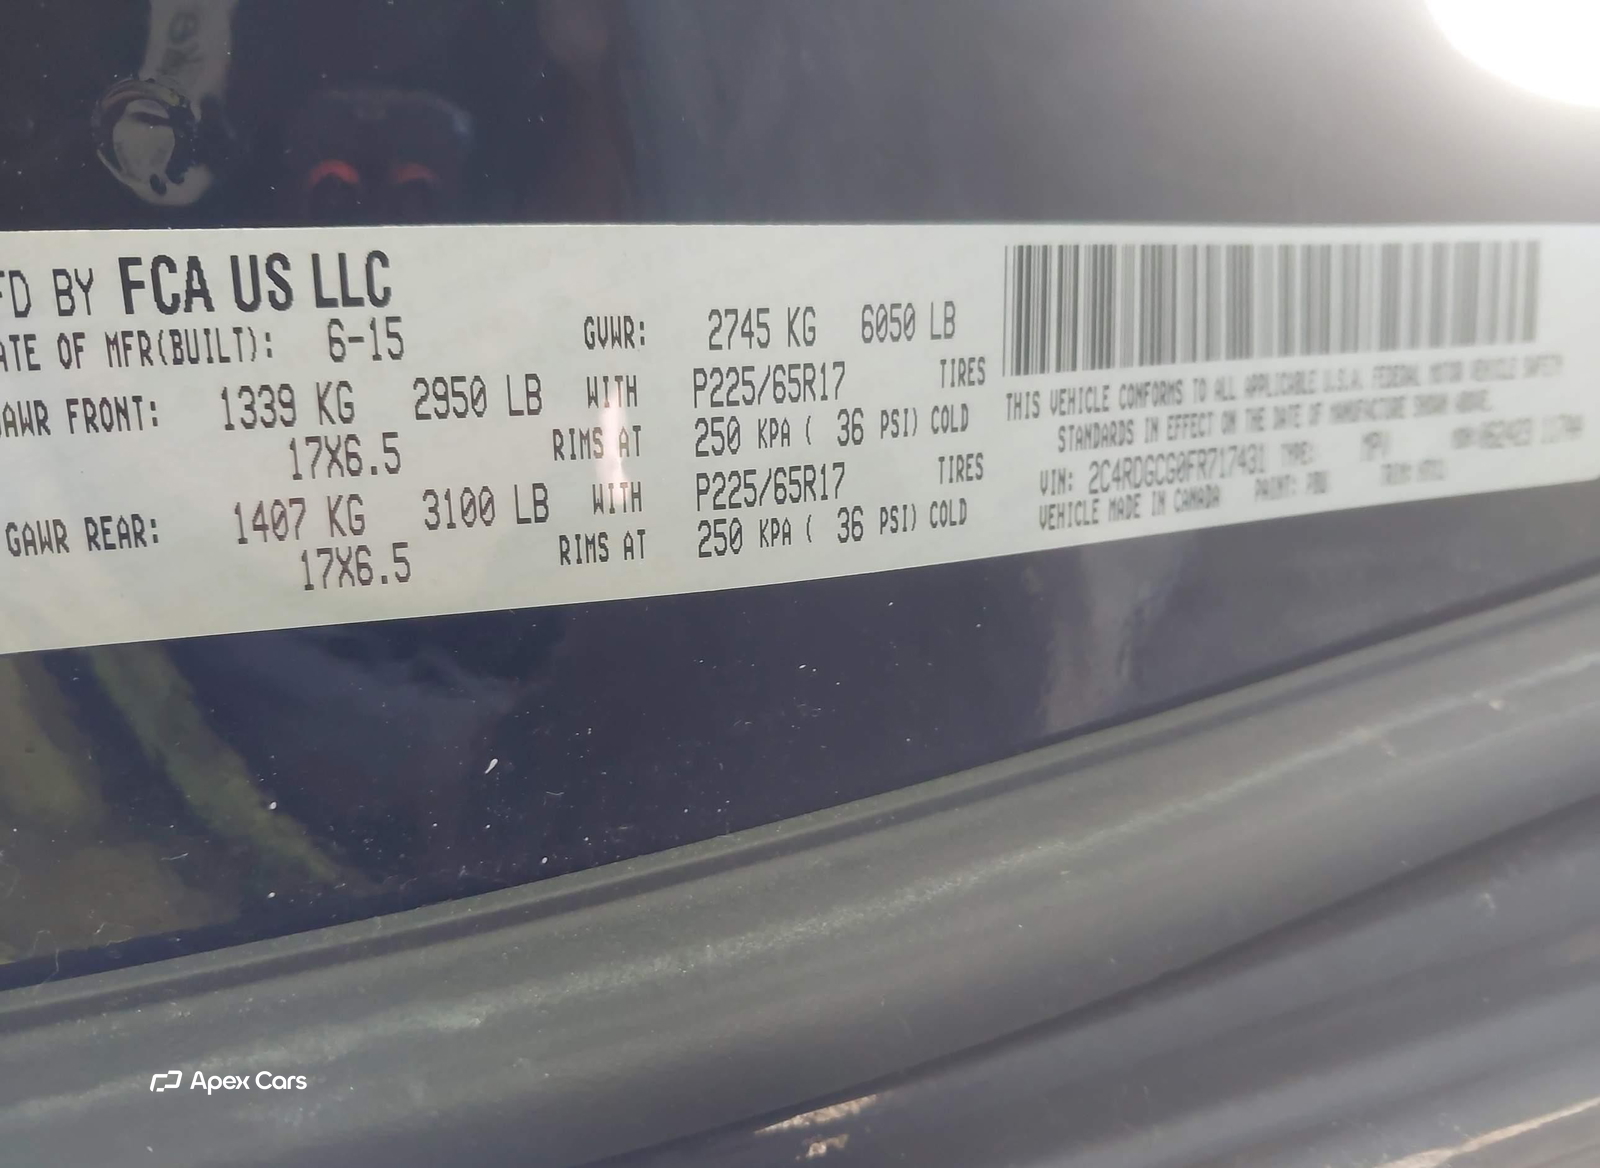 FD BY FCA US LLC
ATE OF MFR(BUILT): 6-15 GVWR: 2745 KG 6050 LB
GAWR FRONT: 1339 KG 2950 LB WITH P225/65R17 TIRES
17X6.5 RIMS AT 250 KPA ( 36 PSI) COLD
GAWR REAR: 1407 KG 3100 LB WITH P225/65R17 TIRES
17X6.5 RIMS AT 250 KPA ( 36 PSI) COLD
THIS VEHICLE CONFORMS TO ALL APPLICABLE U.S.A. FEDERAL MOTOR VEHICLE SAFETY
STANDARDS IN EFFECT ON THE DATE OF MANUFACTURE SHOWN ABOVE.
VIN: 2C4RDGCG0FR717431 TYPE: MPV
VEHICLE MADE IN CANADA PAINT:
Apex Cars